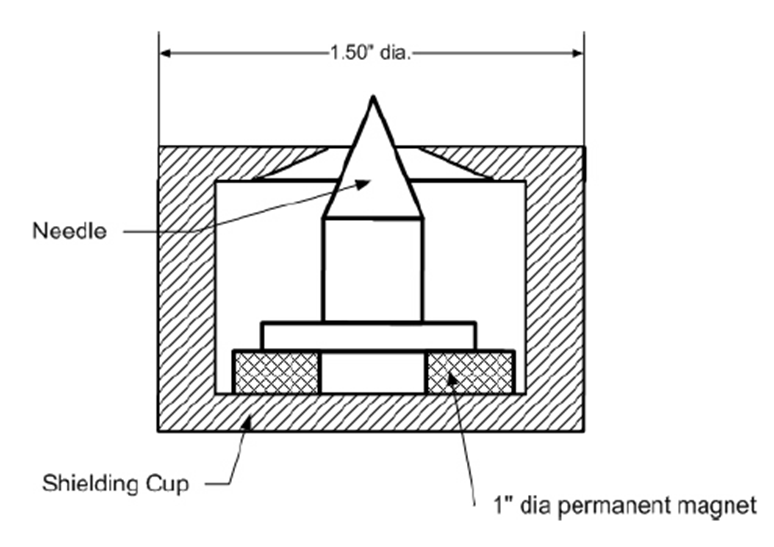 1.50" dia.
Needle
Shielding Cup
1" dia permanent magnet